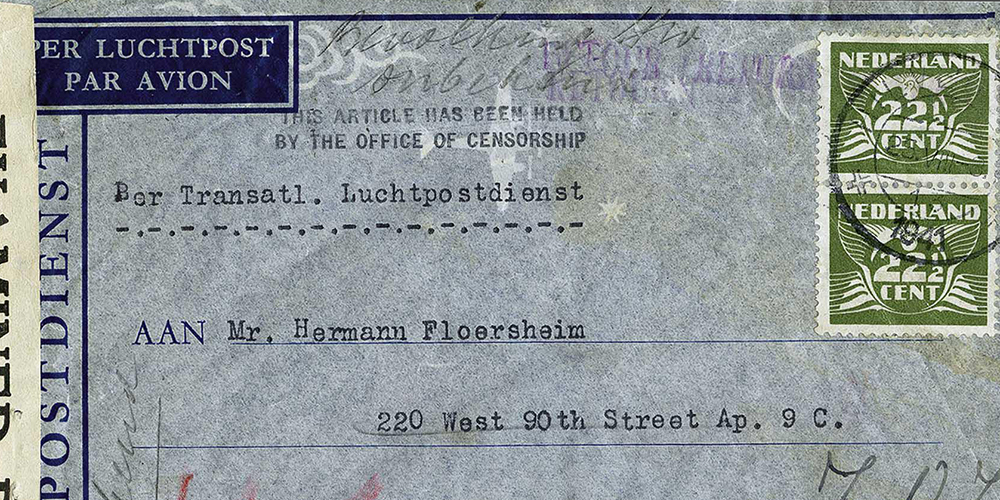 PER LUCHTPOST
PAR AVION
THIS ARTICLE HAS BEEN HELD
BY THE OFFICE OF CENSORSHIP
Per Transatl. Luchtpostdienst
AAN Mr. Hermann Floersheim
220 West 90th Street Ap. 9 C.
POSTDIENST
NEDERLAND
22½
CENT
1941
NEDERLAND
22½
CENT